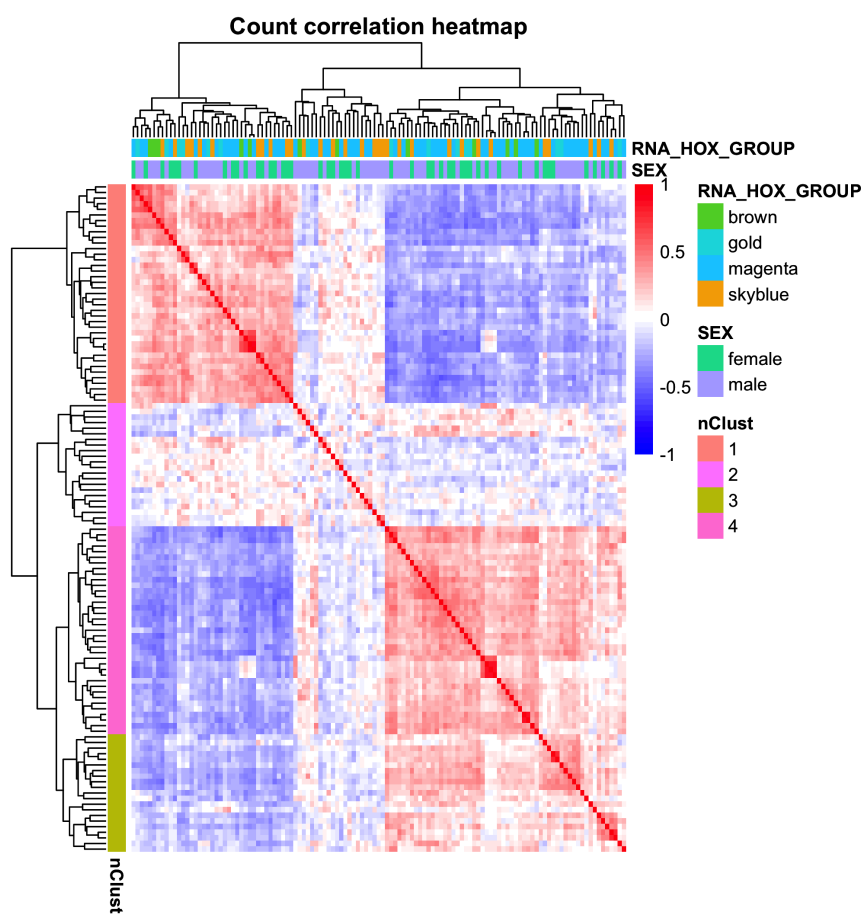 Count correlation heatmap
RNA_HOX_GROUP
SEX
1
0.5
0
-0.5
-1
RNA_HOX_GROUP
brown
gold
magenta
skyblue
SEX
female
male
nClust
1
2
3
4
nClust